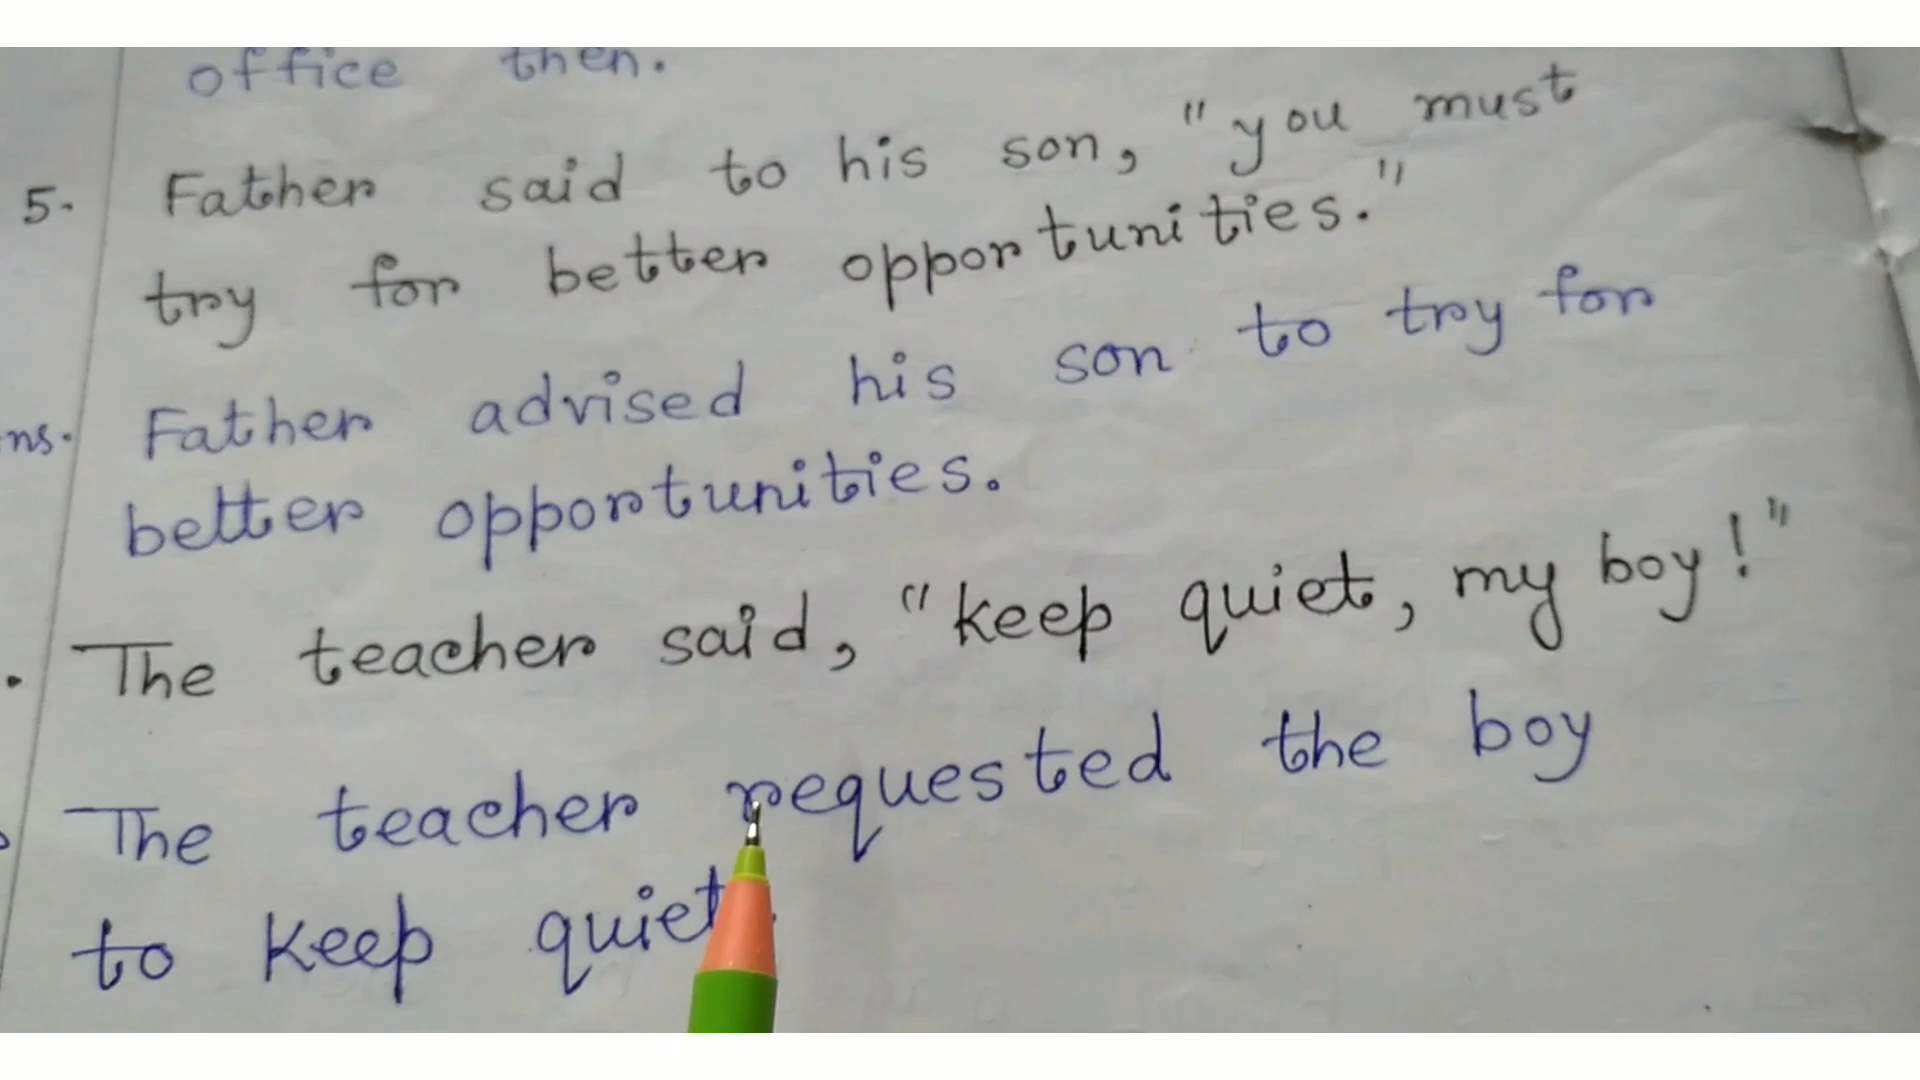 office then.
5. Father said to his son, "you must
try for better opportunities."
ns. Father advised his son to try for
better opportunities.
. The teacher said, "keep quiet, my boy!"
The teacher requested the boy
to keep quiet